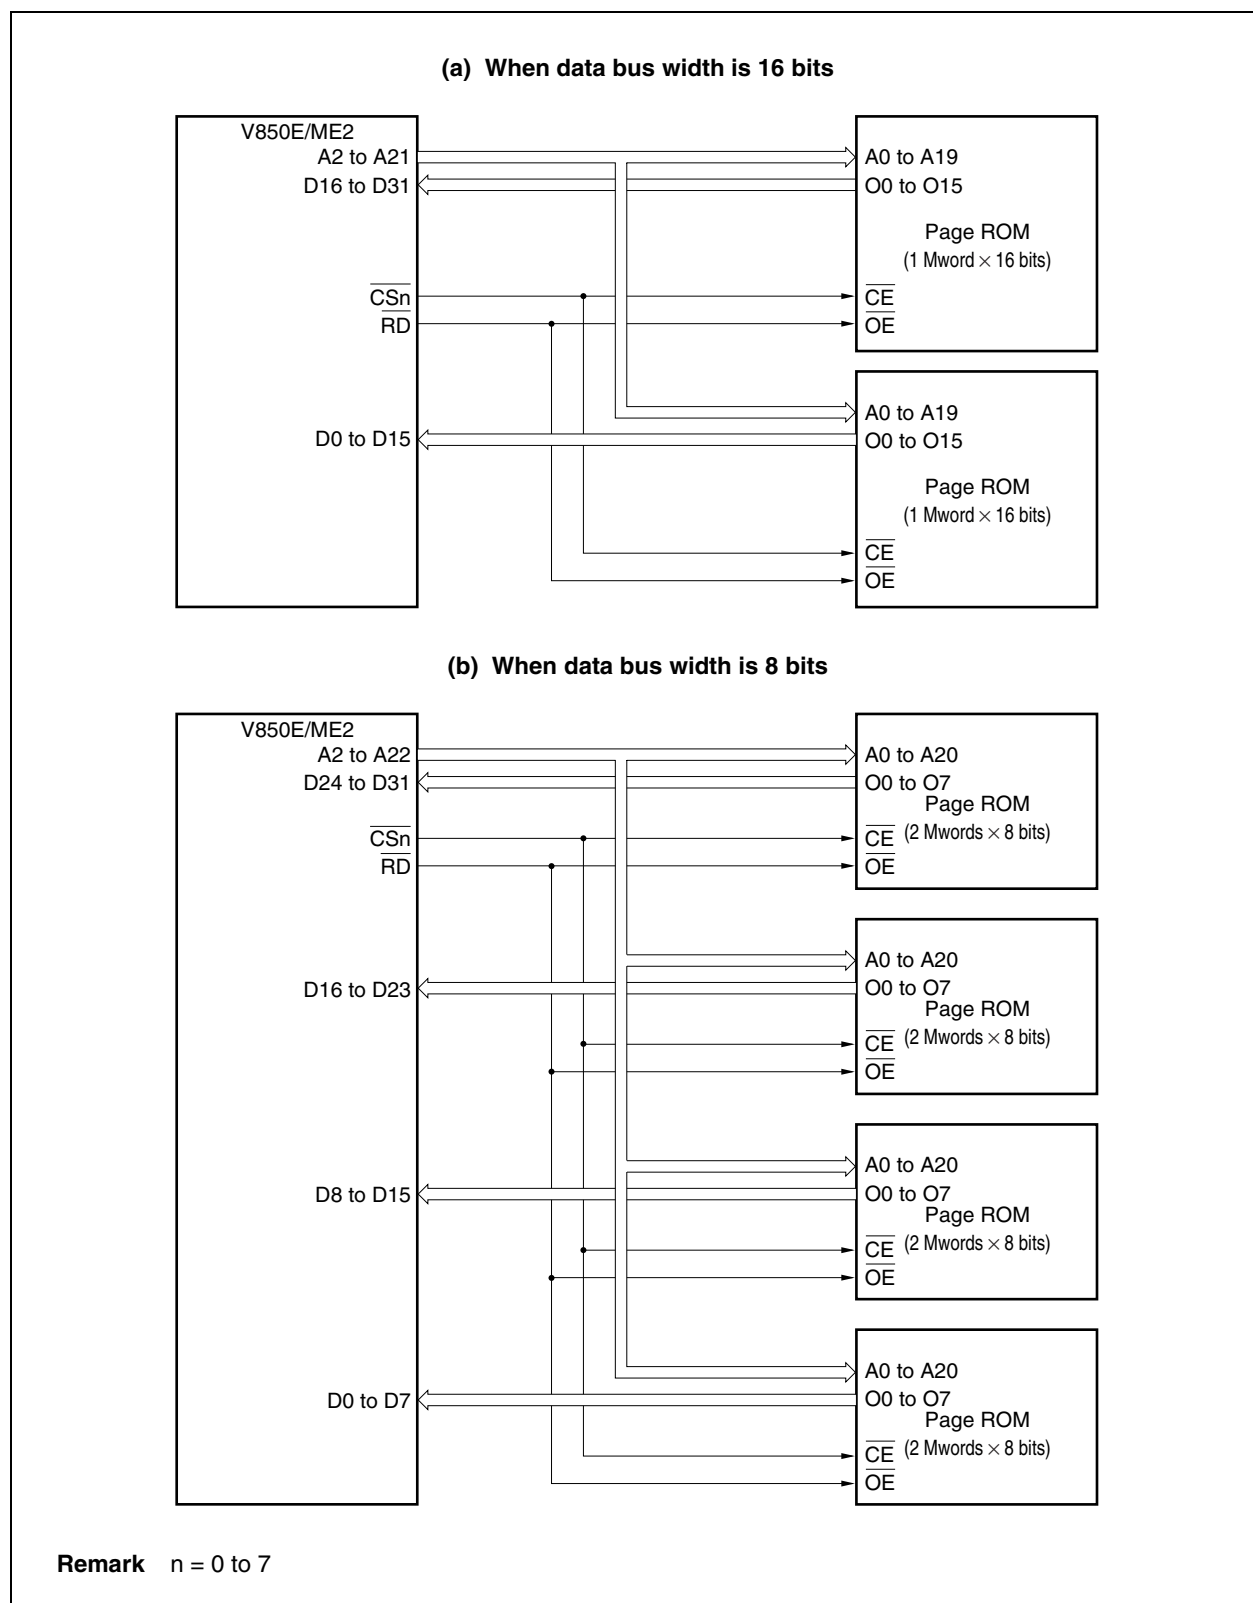 (a) When data bus width is 16 bits
V850E/ME2
A2 to A21
A0 to A19
D16 to D31
O0 to O15
Page ROM
(1 Mword × 16 bits)
CSn
CE
RD
OE
A0 to A19
D0 to D15
O0 to O15
Page ROM
(1 Mword × 16 bits)
CE
OE
(b) When data bus width is 8 bits
V850E/ME2
A2 to A22
A0 to A20
D24 to D31
O0 to O7
Page ROM
CSn
CE (2 Mwords × 8 bits)
RD
OE
A0 to A20
D16 to D23
O0 to O7
Page ROM
CE (2 Mwords × 8 bits)
OE
A0 to A20
D8 to D15
O0 to O7
Page ROM
CE (2 Mwords × 8 bits)
OE
A0 to A20
D0 to D7
O0 to O7
Page ROM
CE (2 Mwords × 8 bits)
OE
Remark n = 0 to 7